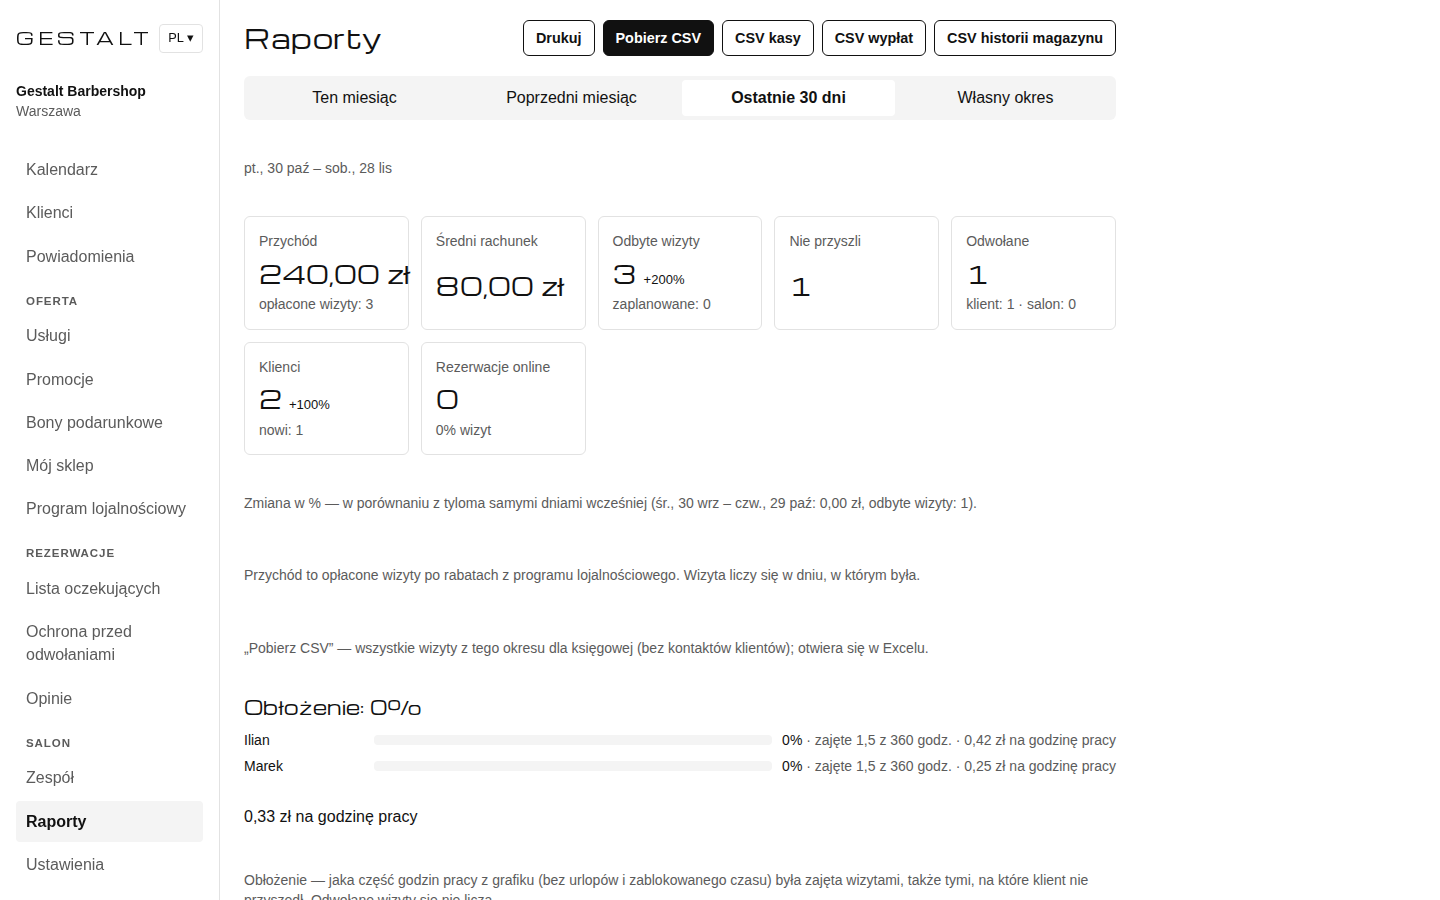 GESTALT
PL ▾
Gestalt Barbershop
Warszawa
Kalendarz
Klienci
Powiadomienia
OFERTA
Usługi
Promocje
Bony podarunkowe
Mój sklep
Program lojalnościowy
REZERWACJE
Lista oczekujących
Ochrona przed
odwołaniami
Opinie
SALON
Zespół
Raporty
Ustawienia
Raporty
Drukuj
Pobierz CSV
CSV kasy
CSV wypłat
CSV historii magazynu
Ten miesiąc
Poprzedni miesiąc
Ostatnie 30 dni
Własny okres
pt., 30 paź – sob., 28 lis
Przychód
240,00 zł
opłacone wizyty: 3
Średni rachunek
80,00 zł
Odbyte wizyty
3 +200%
zaplanowane: 0
Nie przyszli
1
Odwołane
1
klient: 1 · salon: 0
Klienci
2 +100%
nowi: 1
Rezerwacje online
0
0% wizyt
Zmiana w % — w porównaniu z tyloma samymi dniami wcześniej (śr., 30 wrz – czw., 29 paź: 0,00 zł, odbyte wizyty: 1).
Przychód to opłacone wizyty po rabatach z programu lojalnościowego. Wizyta liczy się w dniu, w którym była.
„Pobierz CSV” — wszystkie wizyty z tego okresu dla księgowej (bez kontaktów klientów); otwiera się w Excelu.
Obłożenie: 0%
Ilian 0% · zajęte 1,5 z 360 godz. · 0,42 zł na godzinę pracy
Marek 0% · zajęte 1,5 z 360 godz. · 0,25 zł na godzinę pracy
0,33 zł na godzinę pracy
Obłożenie — jaka część godzin pracy z grafiku (bez urlopów i zablokowanego czasu) była zajęta wizytami, także tymi, na które klient nie
przyszedł. Odwołane wizyty się nie liczą.